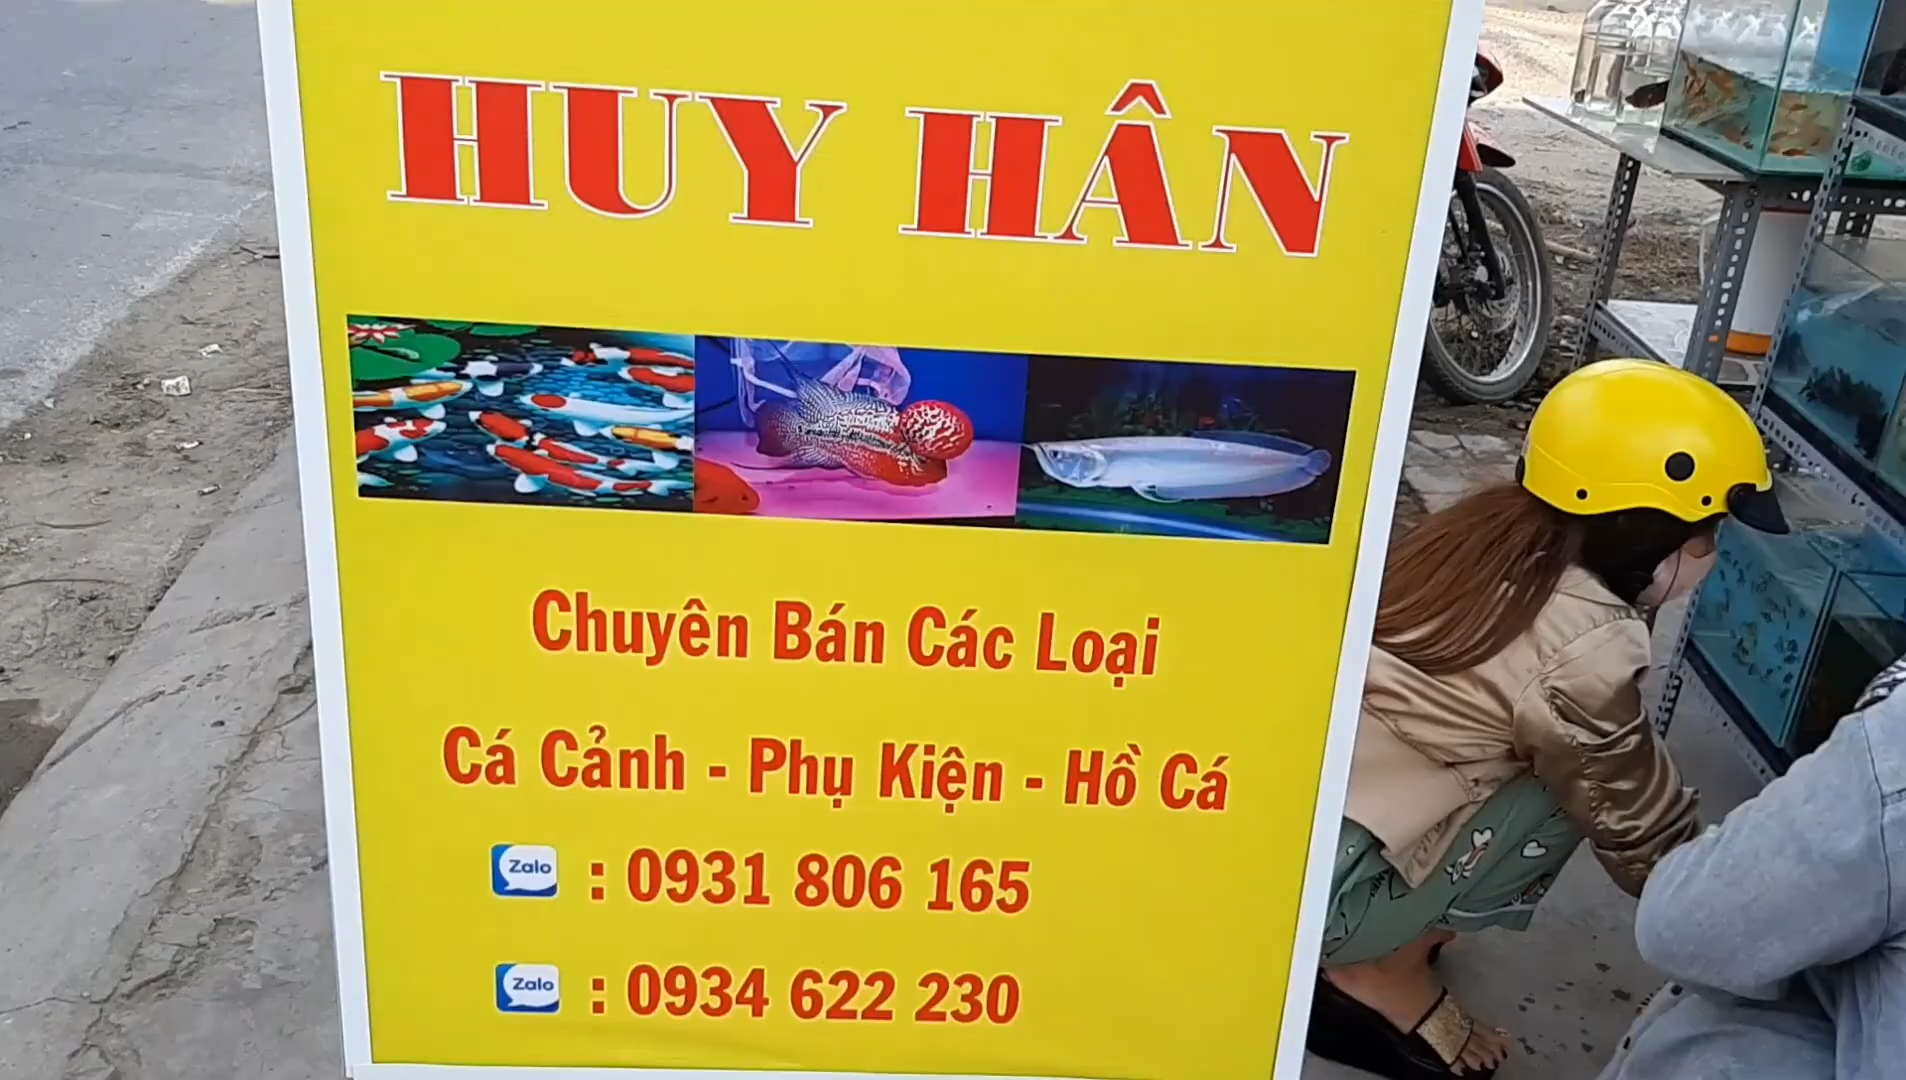 HUY HÂN
Chuyên Bán Các Loại
Cá Cảnh - Phụ Kiện - Hồ Cá
Zalo : 0931 806 165
Zalo : 0934 622 230